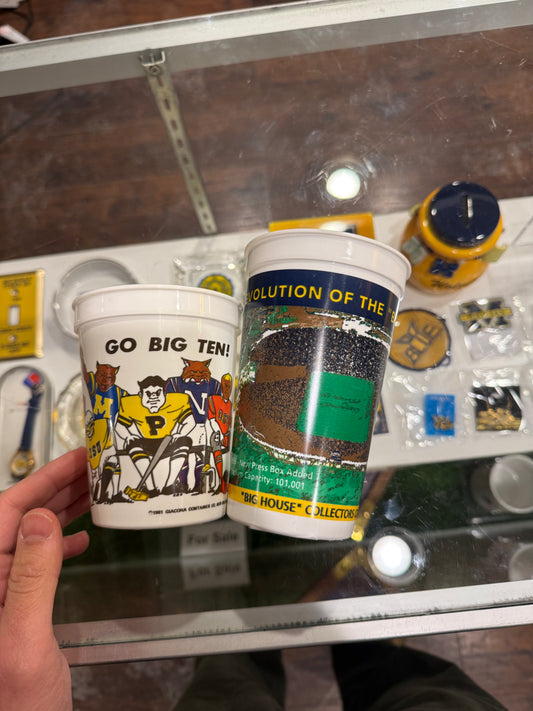 GO BIG TEN!
M
P
V
©1991 GIACONA CONTAINER CO.
EVOLUTION OF THE "B
Press Box Added
Capacity: 101,001
"BIG HOUSE" COLLECTORS
For Sale